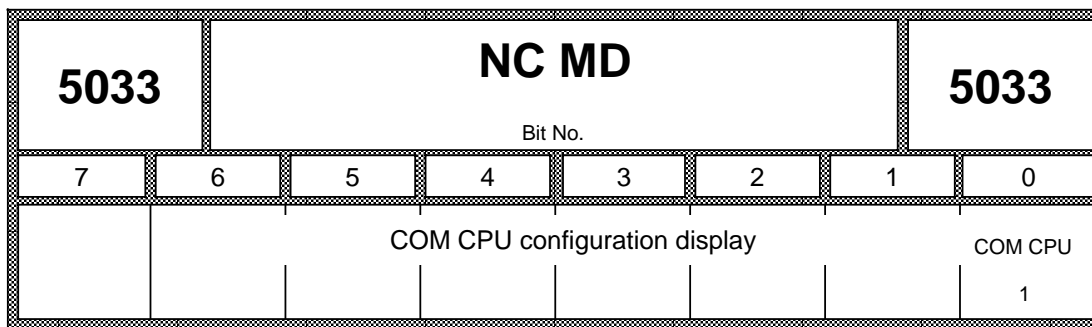 5033 NC MD 5033
Bit No.
7 6 5 4 3 2 1 0
COM CPU configuration display COM CPU
1